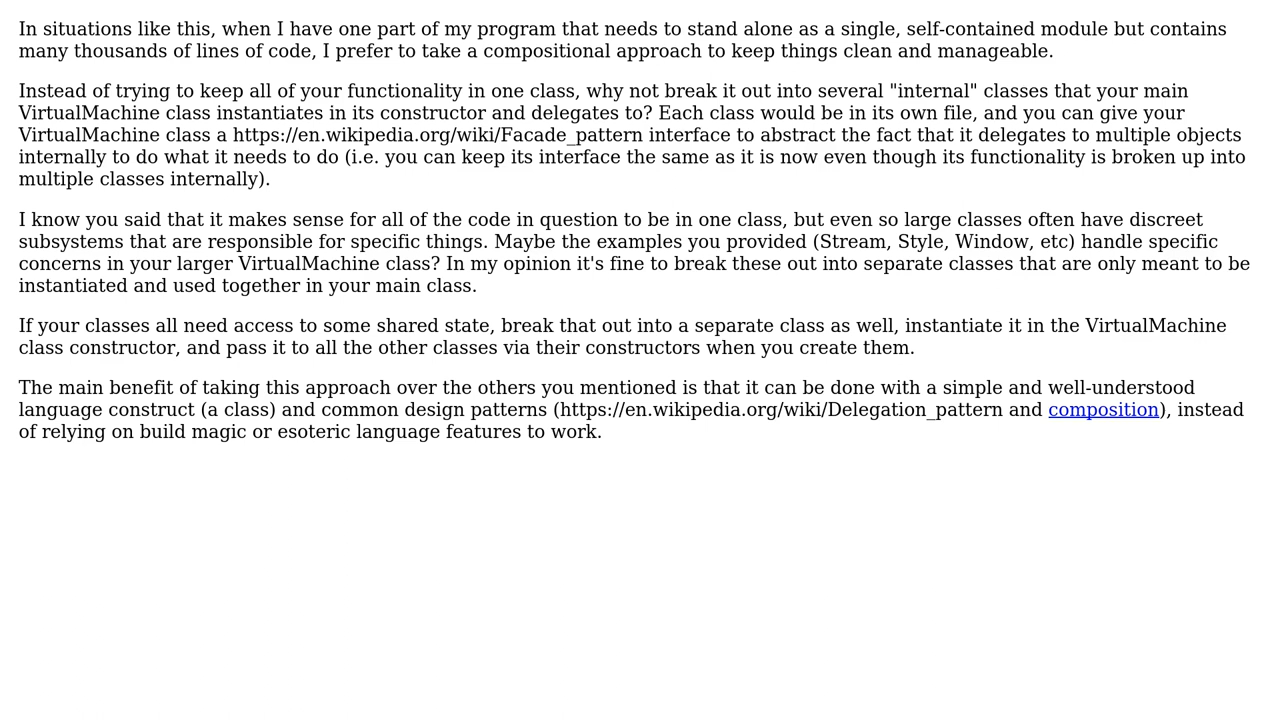 In situations like this, when I have one part of my program that needs to stand alone as a single, self-contained module but contains
many thousands of lines of code, I prefer to take a compositional approach to keep things clean and manageable.
Instead of trying to keep all of your functionality in one class, why not break it out into several "internal" classes that your main
VirtualMachine class instantiates in its constructor and delegates to? Each class would be in its own file, and you can give your
VirtualMachine class a https://en.wikipedia.org/wiki/Facade_pattern interface to abstract the fact that it delegates to multiple objects
internally to do what it needs to do (i.e. you can keep its interface the same as it is now even though its functionality is broken up into
multiple classes internally).
I know you said that it makes sense for all of the code in question to be in one class, but even so large classes often have discreet
subsystems that are responsible for specific things. Maybe the examples you provided (Stream, Style, Window, etc) handle specific
concerns in your larger VirtualMachine class? In my opinion it's fine to break these out into separate classes that are only meant to be
instantiated and used together in your main class.
If your classes all need access to some shared state, break that out into a separate class as well, instantiate it in the VirtualMachine
class constructor, and pass it to all the other classes via their constructors when you create them.
The main benefit of taking this approach over the others you mentioned is that it can be done with a simple and well-understood
language construct (a class) and common design patterns (https://en.wikipedia.org/wiki/Delegation_pattern and composition), instead
of relying on build magic or esoteric language features to work.